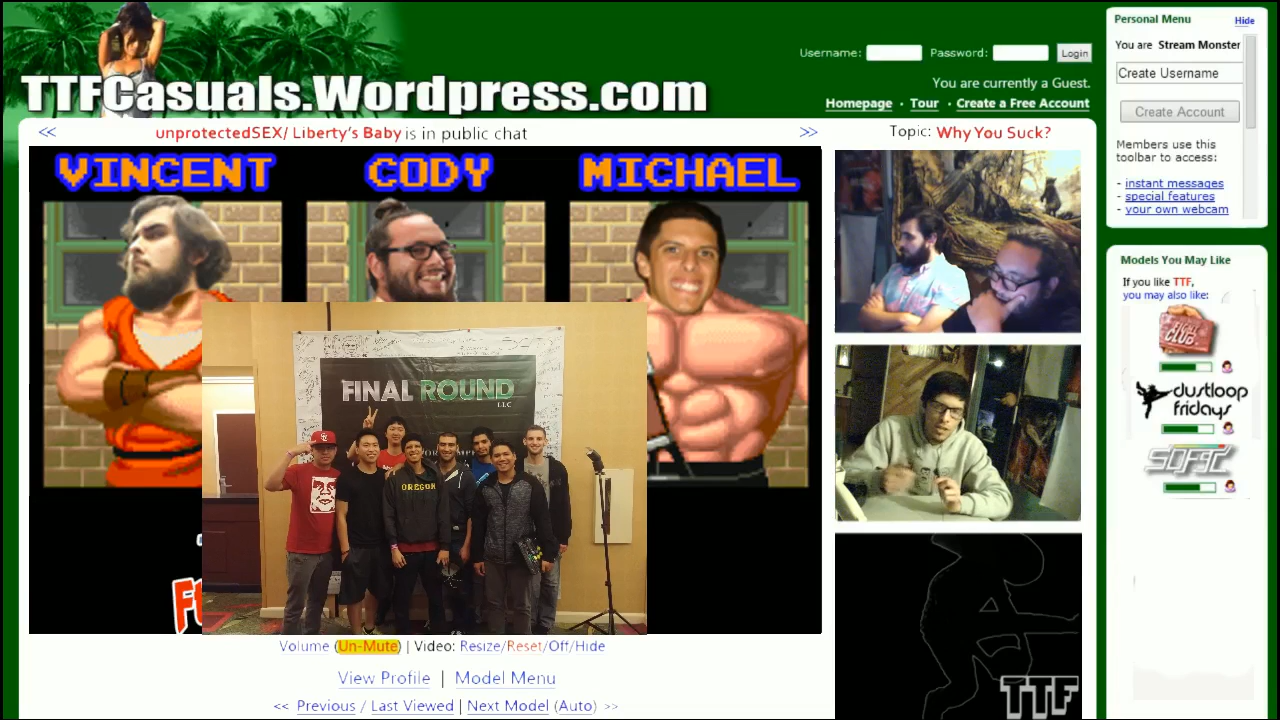 TTFCasuals.Wordpress.com
Username:
Password:
Login
You are currently a Guest.
Homepage · Tour · Create a Free Account
<< unprotectedSEX/ Liberty's Baby is in public chat >>
Topic: Why You Suck?
VINCENT CODY MICHAEL
FINAL ROUND
LLC
OREGON
Volume (Un-Mute) | Video: Resize/Reset/Off/Hide
View Profile | Model Menu
<< Previous / Last Viewed | Next Model (Auto) >>
TTF
Personal Menu Hide
You are Stream Monster
Create Username
Create Account
Members use this
toolbar to access:
- instant messages
- special features
- your own webcam
Models You May Like
If you like TTF,
you may also like:
FIGHT
CLUB
dustloop
fridays